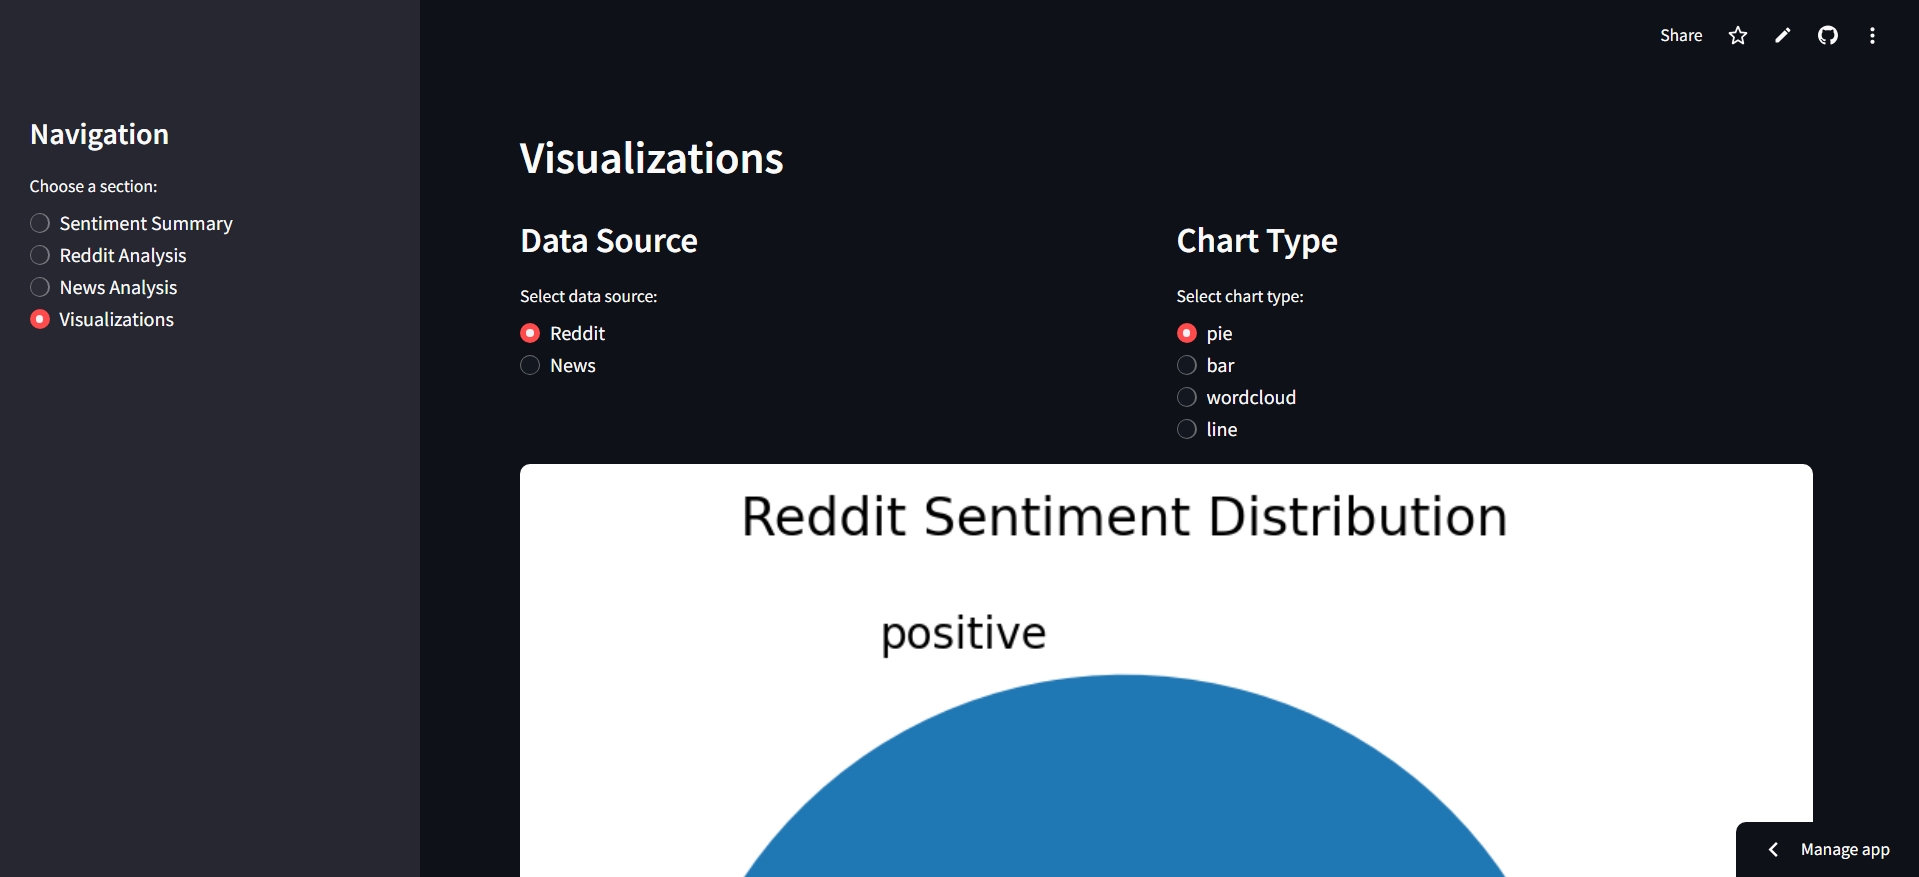 Share
Navigation
Choose a section:
Sentiment Summary
Reddit Analysis
News Analysis
Visualizations
Visualizations
Data Source
Select data source:
Reddit
News
Chart Type
Select chart type:
pie
bar
wordcloud
line
Reddit Sentiment Distribution
positive
Manage app